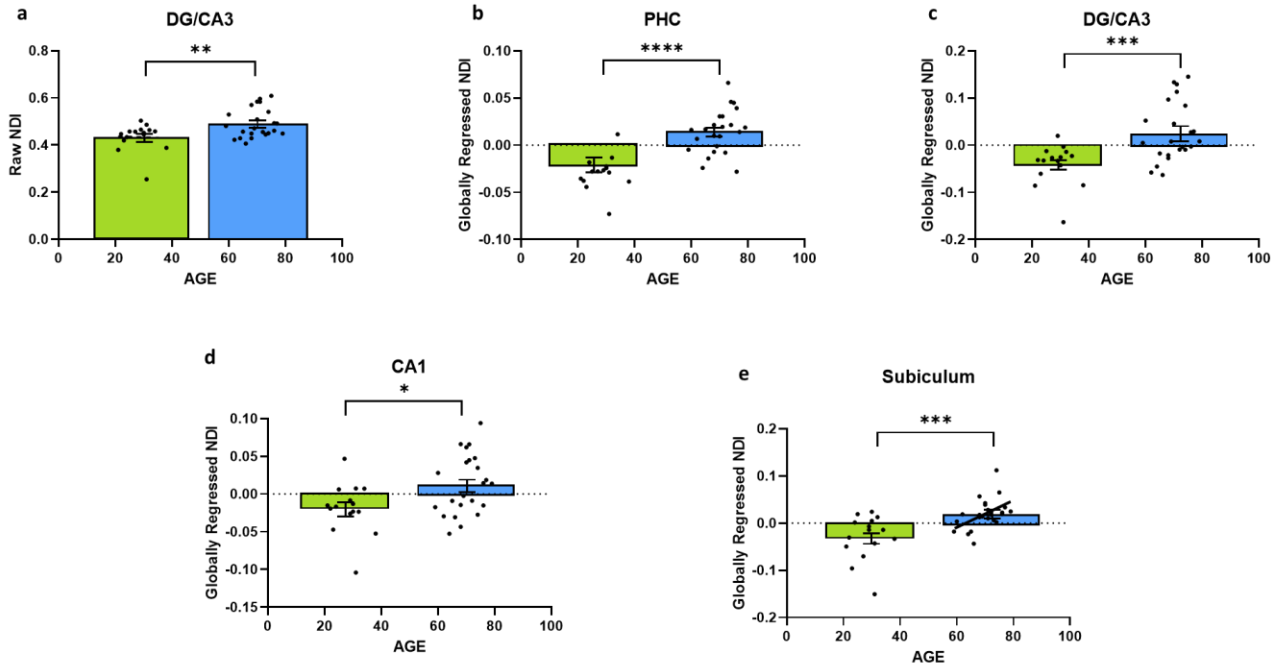 a
DG/CA3
**
Raw NDI
0.8
0.6
0.4
0.2
0.0
0 20 40 60 80 100
AGE
b
PHC
****
Globally Regressed NDI
0.10
0.05
0.00
-0.05
-0.10
0 20 40 60 80 100
AGE
c
DG/CA3
***
Globally Regressed NDI
0.2
0.1
0.0
-0.1
-0.2
0 20 40 60 80 100
AGE
d
CA1
*
Globally Regressed NDI
0.10
0.05
0.00
-0.05
-0.10
-0.15
0 20 40 60 80 100
AGE
e
Subiculum
***
Globally Regressed NDI
0.2
0.1
0.0
-0.1
-0.2
0 20 40 60 80 100
AGE